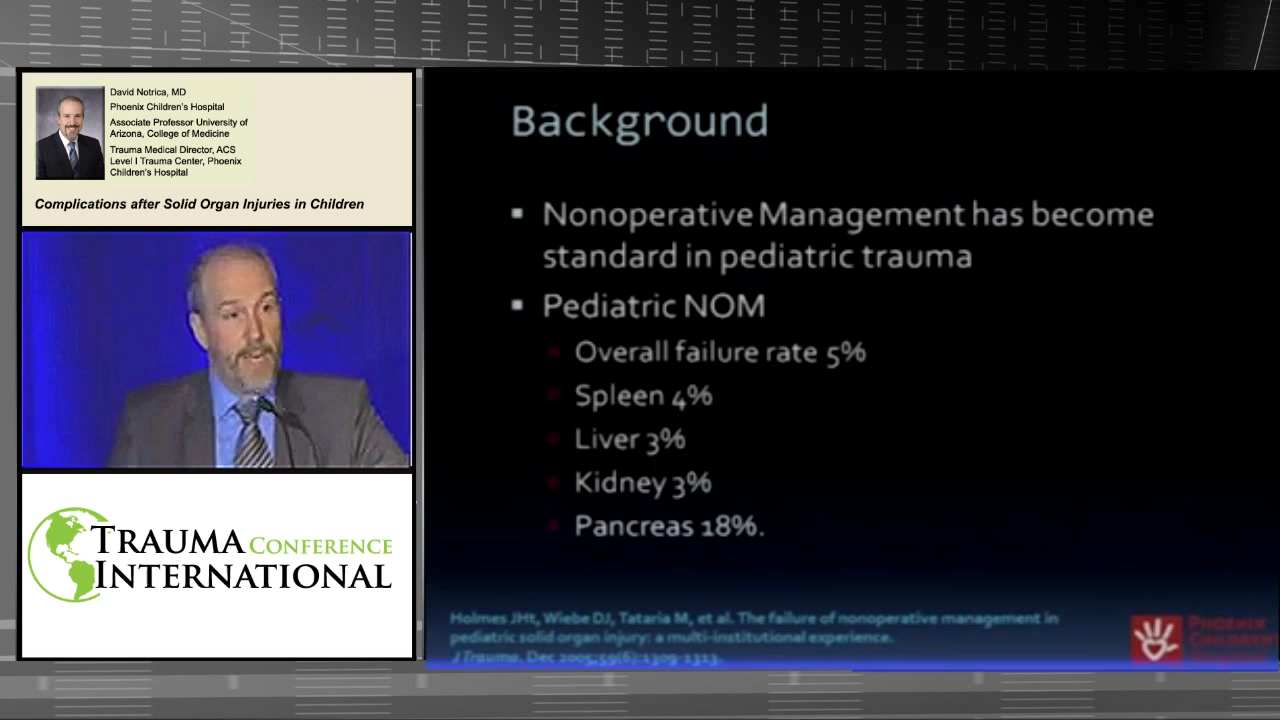 David Notrica, MD
Phoenix Children's Hospital
Associate Professor University of
Arizona, College of Medicine
Trauma Medical Director, ACS
Level I Trauma Center, Phoenix
Children's Hospital
Complications after Solid Organ Injuries in Children
TRAUMA CONFERENCE
INTERNATIONAL
Background
▪ Nonoperative Management has become
standard in pediatric trauma
▪ Pediatric NOM
▪ Overall failure rate 5%
▪ Spleen 4%
▪ Liver 3%
▪ Kidney 3%
▪ Pancreas 18%.
Holmes JHt, Wiebe DJ, Tataria M, et al. The failure of nonoperative management in
pediatric solid organ injury: a multi-institutional experience.
J Trauma. Dec 2005;59(6):1309-1313.
PHOENIX
CHILDREN'S